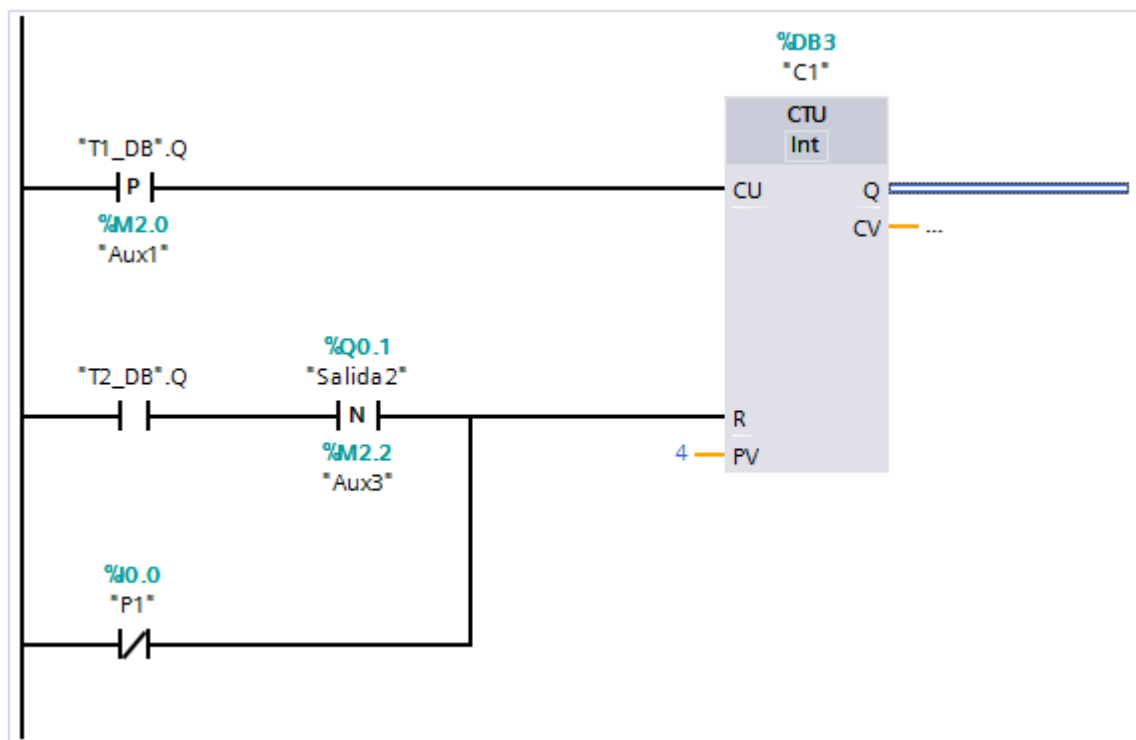 %DB3
"C1"
CTU
Int
"T1_DB".Q
P
CU
Q
%M2.0
"Aux1"
CV
...
%Q0.1
"T2_DB".Q
"Salida2"
N
R
%M2.2
4
PV
"Aux3"
%I0.0
"P1"